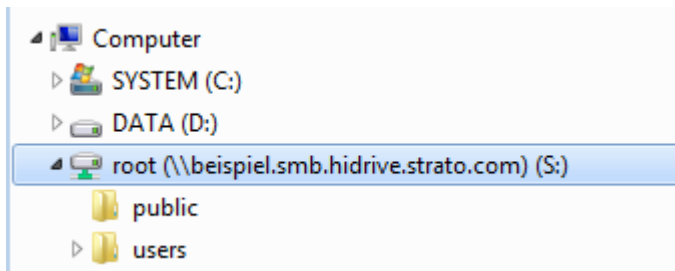 Computer
SYSTEM (C:)
DATA (D:)
root (\\beispiel.smb.hidrive.strato.com) (S:)
public
users